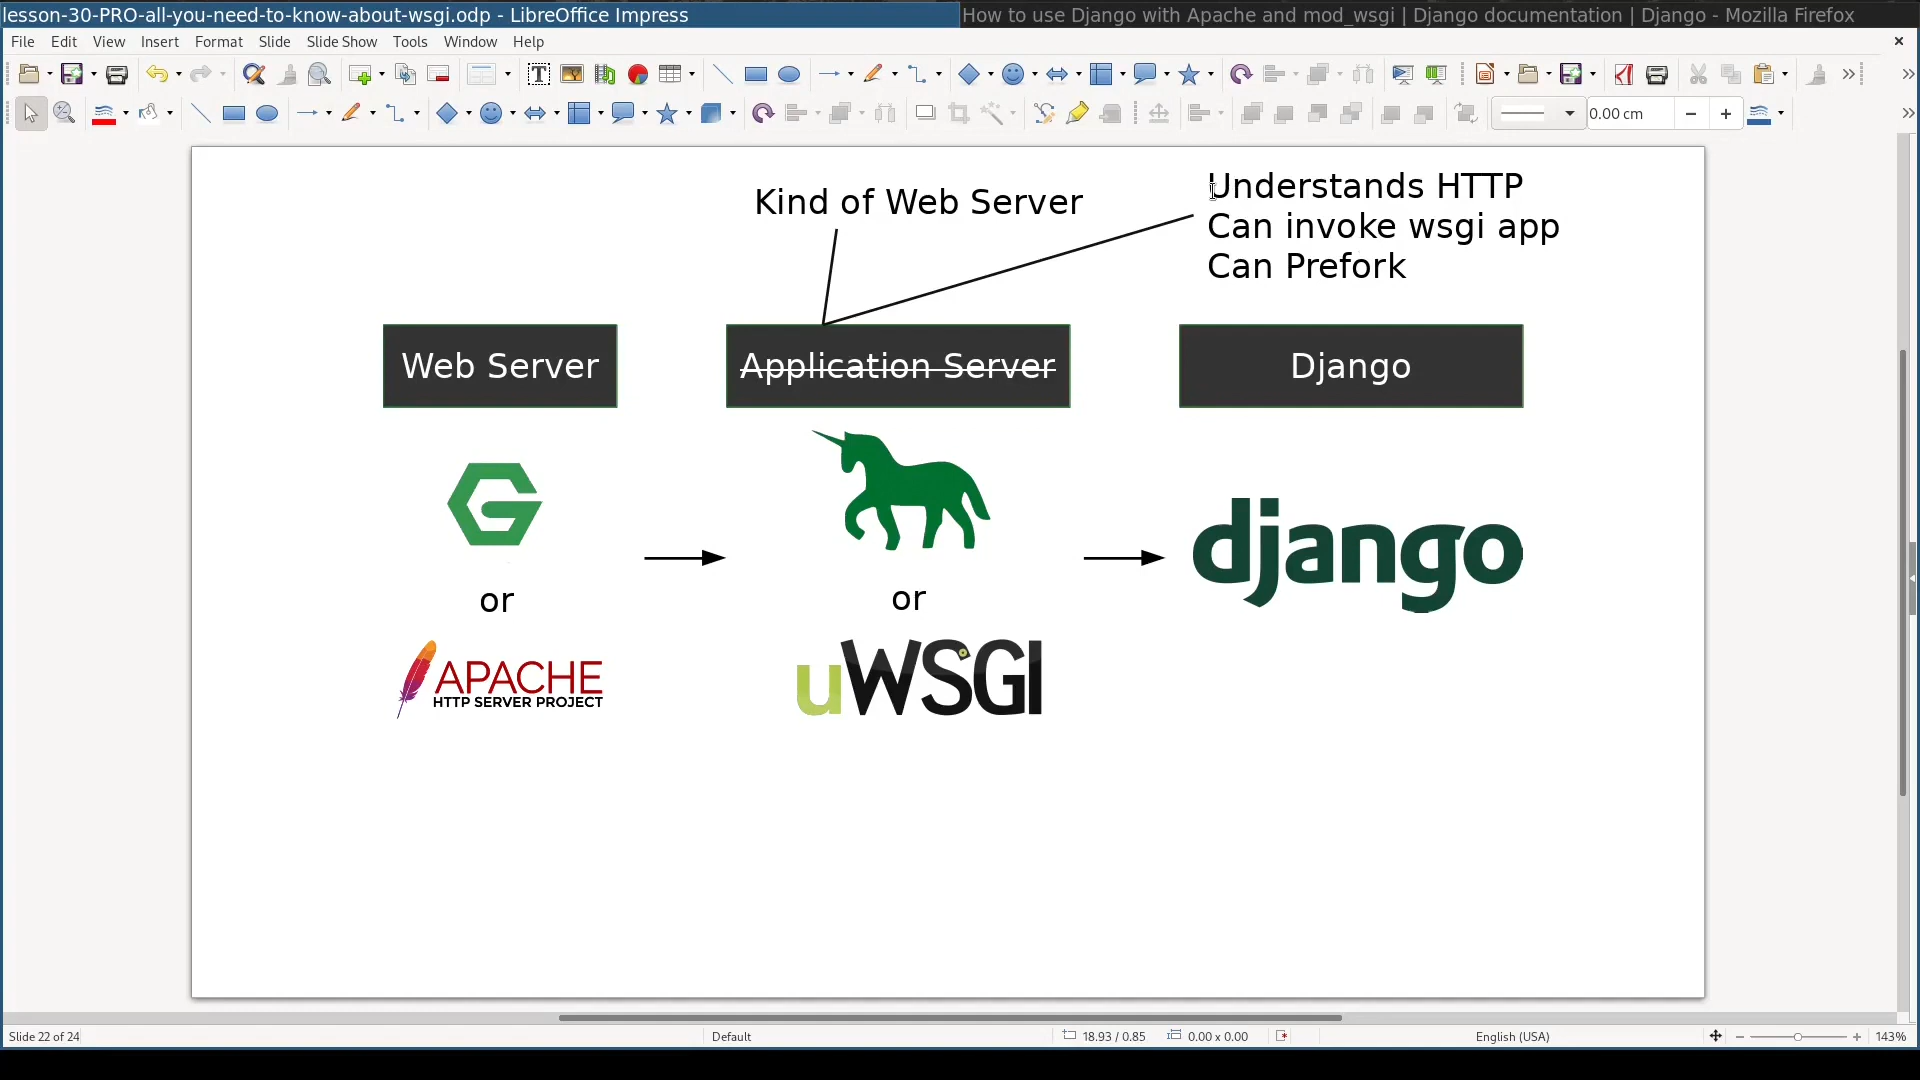 lesson-30-PRO-all-you-need-to-know-about-wsgi.odp - LibreOffice Impress
How to use Django with Apache and mod_wsgi | Django documentation | Django - Mozilla Firefox
File Edit View Insert Format Slide Slide Show Tools Window Help
0.00 cm
Kind of Web Server
Understands HTTP
Can invoke wsgi app
Can Prefork
Web Server
Application Server
Django
django
or
or
APACHE
HTTP SERVER PROJECT
uWSGI
Slide 22 of 24
Default
18.93 / 0.85
0.00 x 0.00
English (USA)
143%